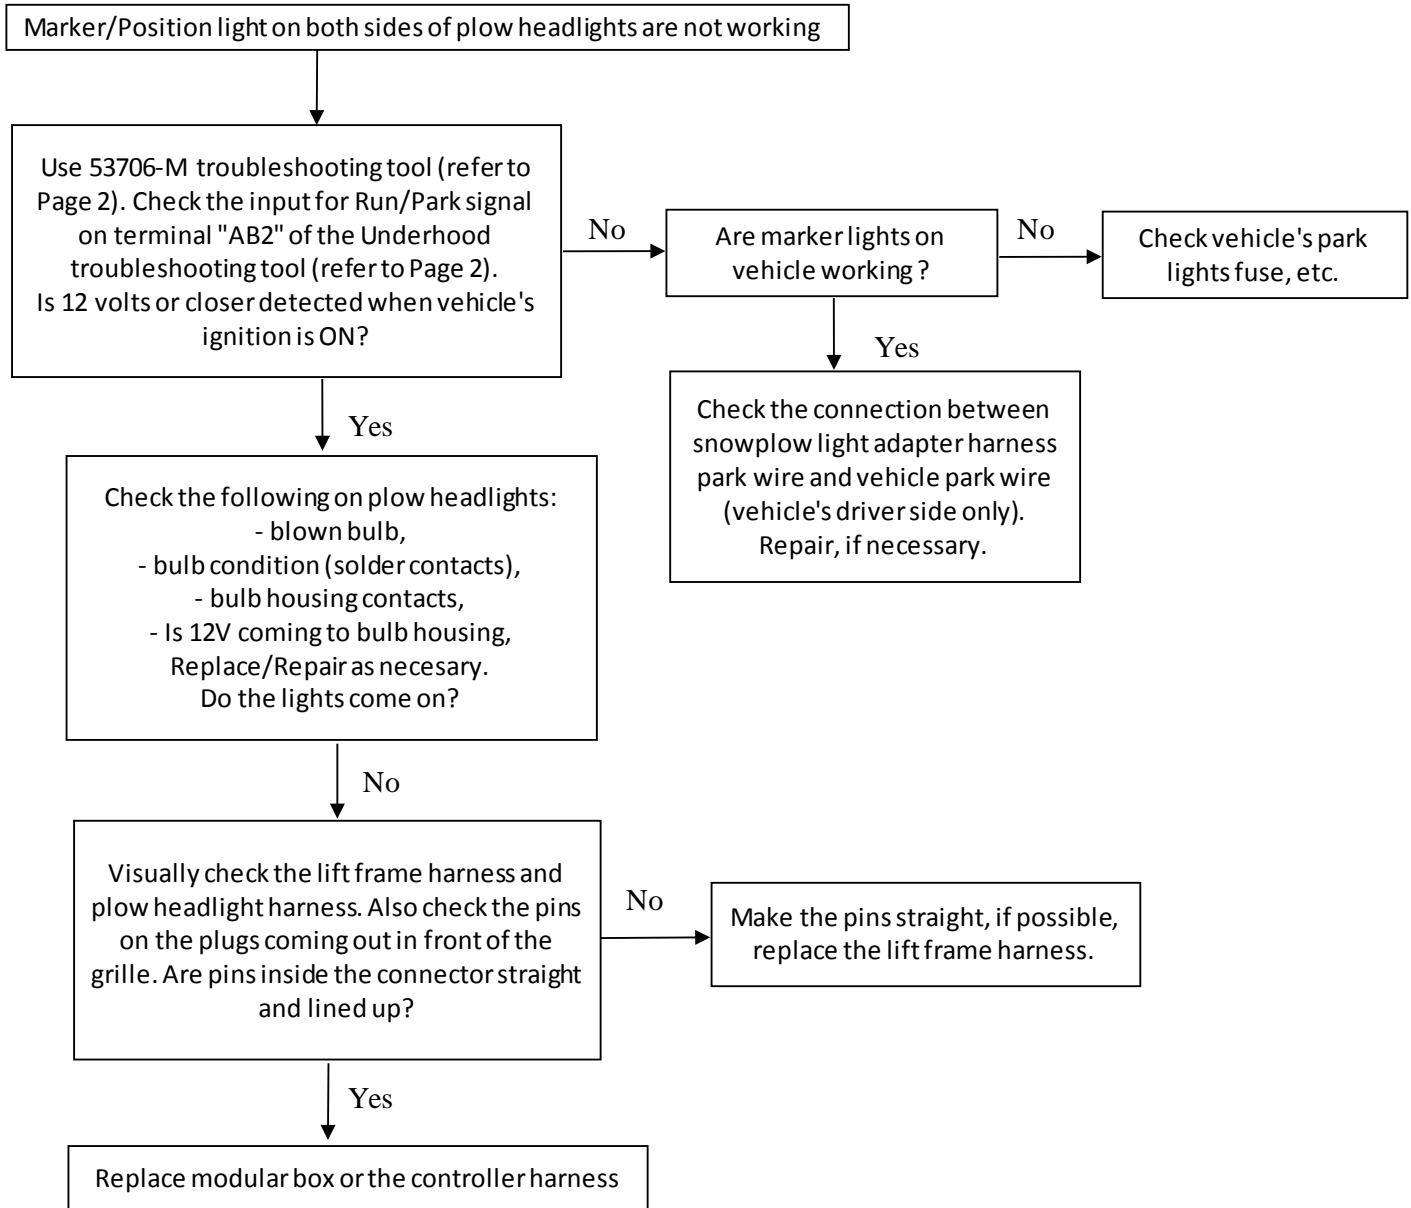 Marker/Position light on both sides of plow headlights are not working
Use 53706-M troubleshooting tool (refer to
Page 2). Check the input for Run/Park signal
on terminal "AB2" of the Underhood
troubleshooting tool (refer to Page 2).
Is 12 volts or closer detected when vehicle's
ignition is ON?
No
Are marker lights on
vehicle working ?
No
Check vehicle's park
lights fuse, etc.
Yes
Check the connection between
snowplow light adapter harness
park wire and vehicle park wire
(vehicle's driver side only).
Repair, if necessary.
Yes
Check the following on plow headlights:
- blown bulb,
- bulb condition (solder contacts),
- bulb housing contacts,
- Is 12V coming to bulb housing,
Replace/Repair as necesary.
Do the lights come on?
No
Visually check the lift frame harness and
plow headlight harness. Also check the pins
on the plugs coming out in front of the
grille. Are pins inside the connector straight
and lined up?
No
Make the pins straight, if possible,
replace the lift frame harness.
Yes
Replace modular box or the controller harness